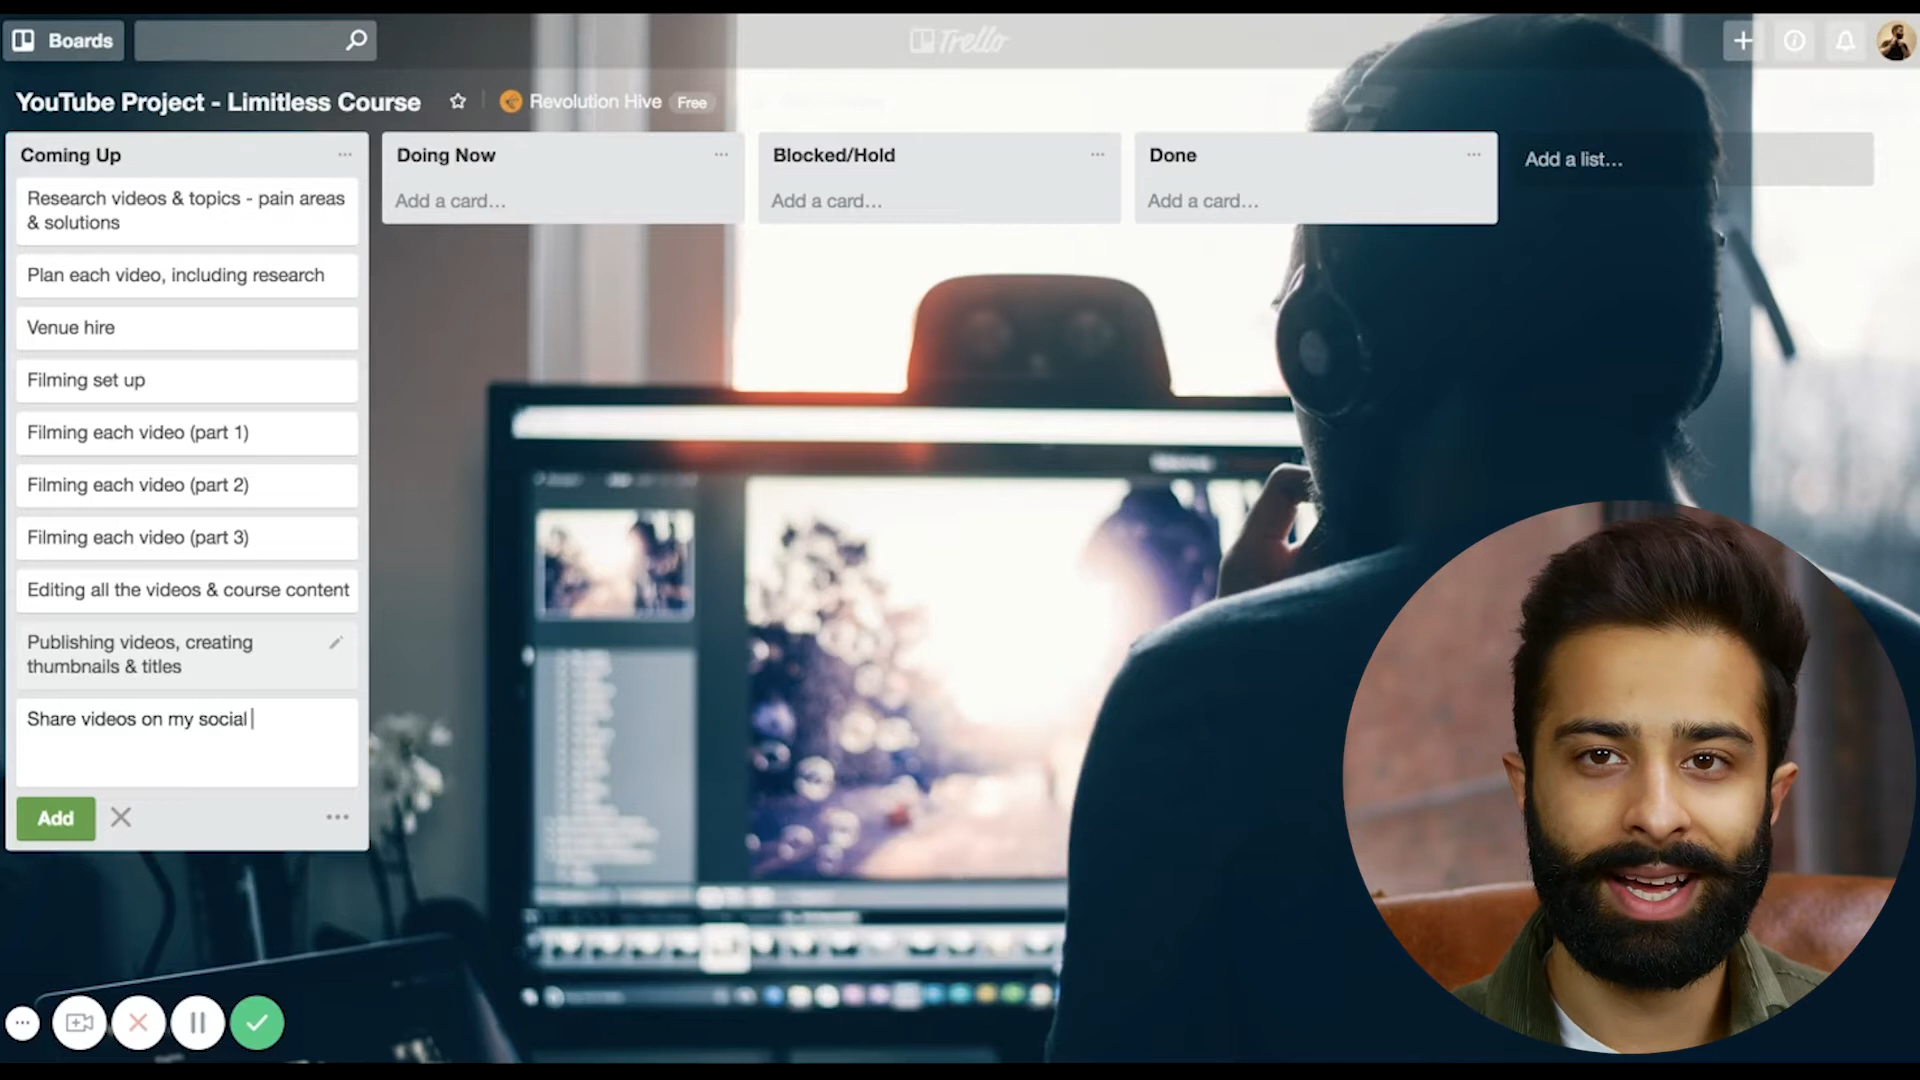 Boards
Trello
YouTube Project - Limitless Course
Revolution Hive
Free
Coming Up
Research videos & topics - pain areas
& solutions
Plan each video, including research
Venue hire
Filming set up
Filming each video (part 1)
Filming each video (part 2)
Filming each video (part 3)
Editing all the videos & course content
Publishing videos, creating
thumbnails & titles
Share videos on my social
Add
Doing Now
Add a card...
Blocked/Hold
Add a card...
Done
Add a card...
Add a list...